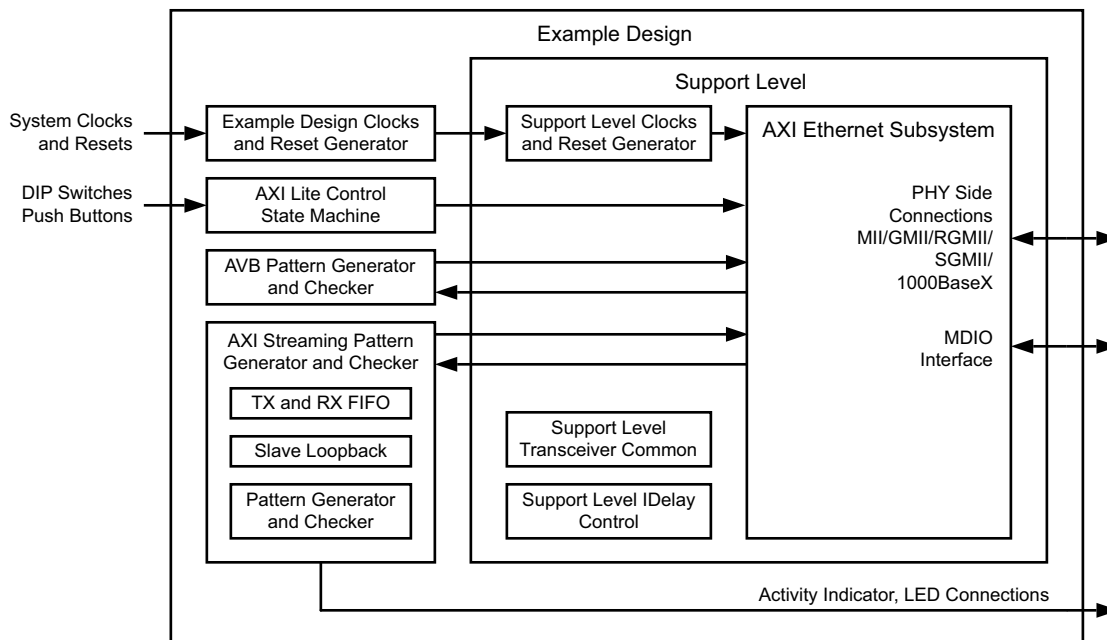 Example Design
Support Level
System Clocks
and Resets
Example Design Clocks
and Reset Generator
Support Level Clocks
and Reset Generator
AXI Ethernet Subsystem
DIP Switches
Push Buttons
AXI Lite Control
State Machine
PHY Side
Connections
MII/GMII/RGMII/
SGMII/
1000BaseX
AVB Pattern Generator
and Checker
AXI Streaming Pattern
Generator and Checker
MDIO
Interface
TX and RX FIFO
Slave Loopback
Pattern Generator
and Checker
Support Level
Transceiver Common
Support Level IDelay
Control
Activity Indicator, LED Connections